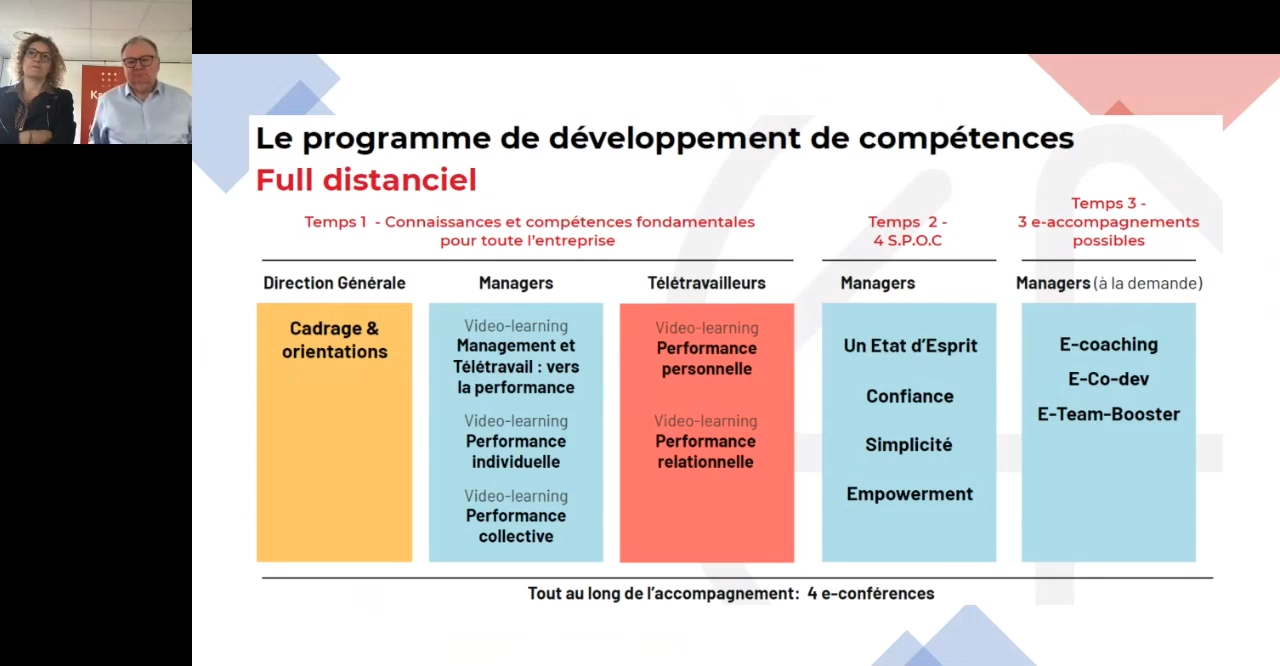 Le programme de développement de compétences
Full distanciel
Temps 1 - Connaissances et compétences fondamentales
pour toute l'entreprise
Temps 2 -
4 S.P.O.C
Temps 3 -
3 e-accompagnements
possibles
Direction Générale
Cadrage &
orientations
Managers
Video-learning
Management et
Télétravail : vers
la performance
Video-learning
Performance
individuelle
Video-learning
Performance
collective
Télétravailleurs
Video-learning
Performance
personnelle
Video-learning
Performance
relationnelle
Managers
Un Etat d'Esprit
Confiance
Simplicité
Empowerment
Managers (à la demande)
E-coaching
E-Co-dev
E-Team-Booster
Tout au long de l'accompagnement: 4 e-conférences